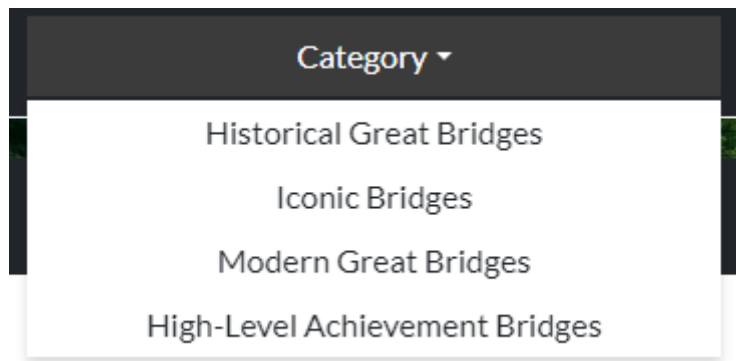 Category
Historical Great Bridges
Iconic Bridges
Modern Great Bridges
High-Level Achievement Bridges